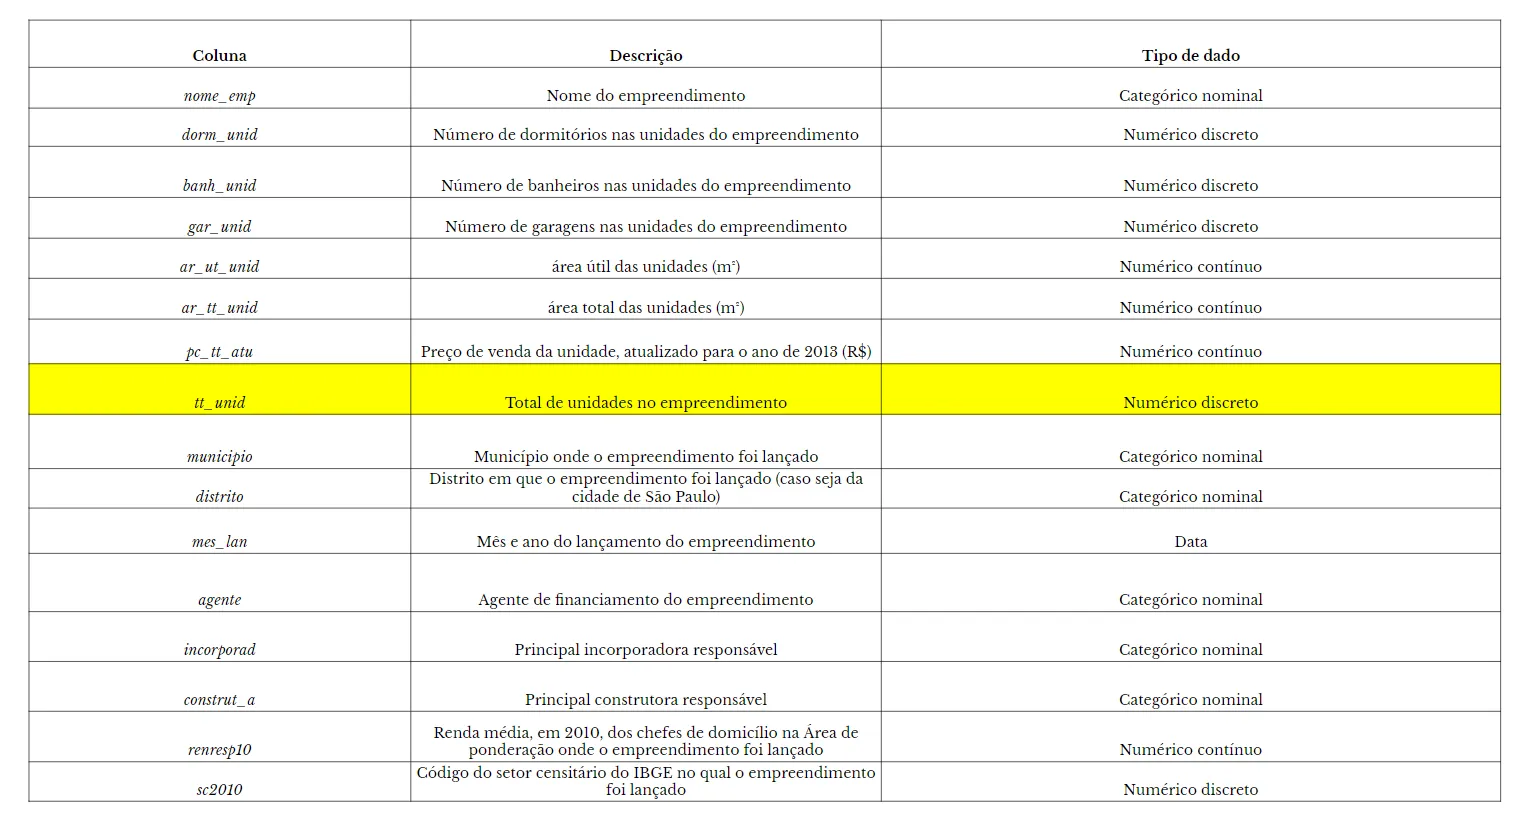 Coluna Descrição Tipo de dado
nome_emp Nome do empreendimento Categórico nominal
dorm_unid Número de dormitórios nas unidades do empreendimento Numérico discreto
banh_unid Número de banheiros nas unidades do empreendimento Numérico discreto
gar_unid Número de garagens nas unidades do empreendimento Numérico discreto
ar_ut_unid área útil das unidades (m²) Numérico contínuo
ar_tt_unid área total das unidades (m²) Numérico contínuo
pc_tt_atu Preço de venda da unidade, atualizado para o ano de 2013 (R$) Numérico contínuo
tt_unid Total de unidades no empreendimento Numérico discreto
municipio Município onde o empreendimento foi lançado Categórico nominal
Distrito em que o empreendimento foi lançado (caso seja da
distrito cidade de São Paulo) Categórico nominal
mes_lan Mês e ano do lançamento do empreendimento Data
agente Agente de financiamento do empreendimento Categórico nominal
incorporad Principal incorporadora responsável Categórico nominal
construt_a Principal construtora responsável Categórico nominal
Renda média, em 2010, dos chefes de domicílio na Área de
renresp10 ponderação onde o empreendimento foi lançado Numérico contínuo
Código do setor censitário do IBGE no qual o empreendimento
sc2010 foi lançado Numérico discreto